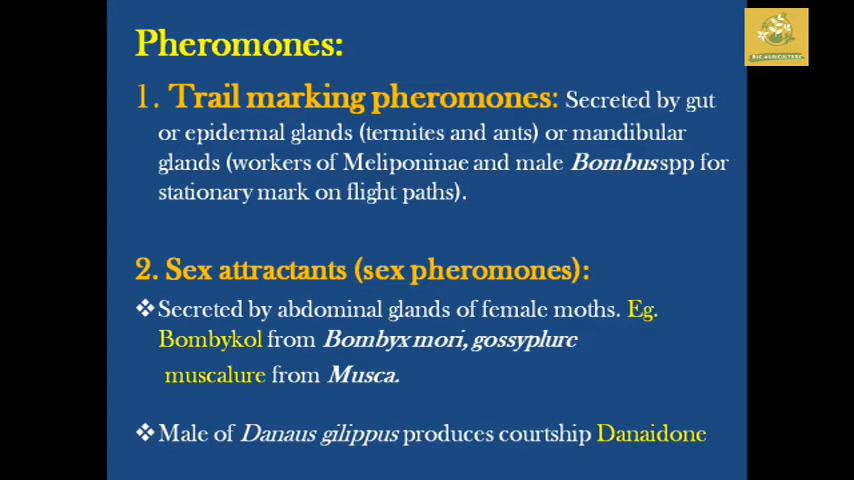 Pheromones:
1. Trail marking pheromones: Secreted by gut
or epidermal glands (termites and ants) or mandibular
glands (workers of Meliponinae and male Bombus spp for
stationary mark on flight paths).
2. Sex attractants (sex pheromones):
❖Secreted by abdominal glands of female moths. Eg.
Bombykol from Bombyx mori, gossyplurc
muscalure from Musca.
❖Male of Danaus gilippus produces courtship Danaidone
BIG AGRICULTURE